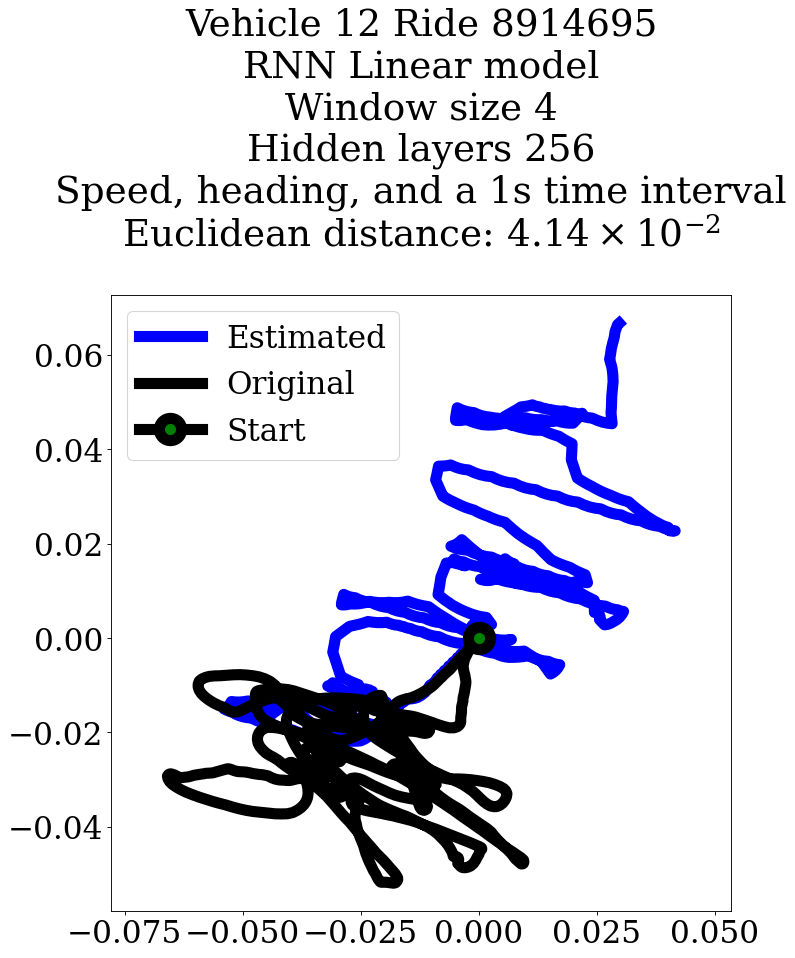 Vehicle 12 Ride 8914695
RNN Linear model
Window size 4
Hidden layers 256
Speed, heading, and a 1s time interval
Euclidean distance: 4.14 × 10⁻²
Estimated
Original
Start
0.06
0.04
0.02
0.00
−0.02
−0.04
−0.075 −0.050 −0.025 0.000 0.025 0.050